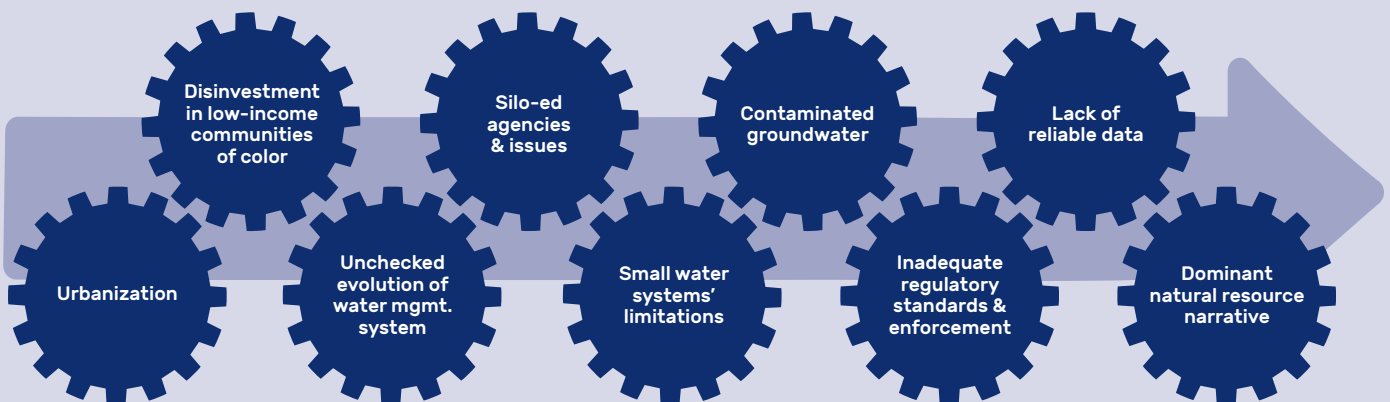 Disinvestment
in low-income
communities
of color
Silo-ed
agencies
& issues
Contaminated
groundwater
Lack of
reliable data
Urbanization
Unchecked
evolution of
water mgmt.
system
Small water
systems’
limitations
Inadequate
regulatory
standards &
enforcement
Dominant
natural resource
narrative